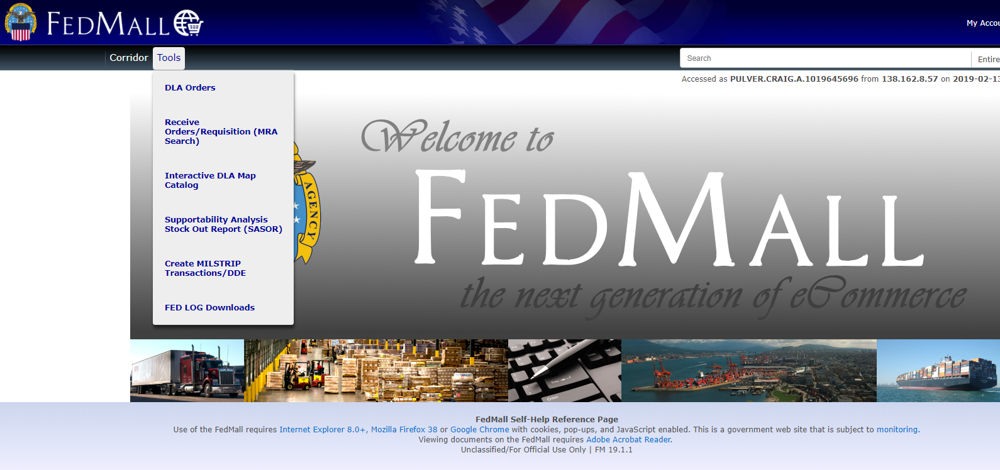 FEDMALL
My Accou
Corridor
Tools
Search
Entire
Accessed as PULVER.CRAIG.A.1019645696 from 138.162.8.57 on 2019-02-13
DLA Orders
Receive
Orders/Requisition (MRA
Search)
Interactive DLA Map
Catalog
Supportability Analysis
Stock Out Report (SASOR)
Create MILSTRIP
Transactions/DDE
FED LOG Downloads
AGENCY
Welcome to
FEDMALL
the next generation of eCommerce
FedMall Self-Help Reference Page
Use of the FedMall requires Internet Explorer 8.0+, Mozilla Firefox 38 or Google Chrome with cookies, pop-ups, and JavaScript enabled. This is a government web site that is subject to monitoring.
Viewing documents on the FedMall requires Adobe Acrobat Reader.
Unclassified/For Official Use Only | FM 19.1.1